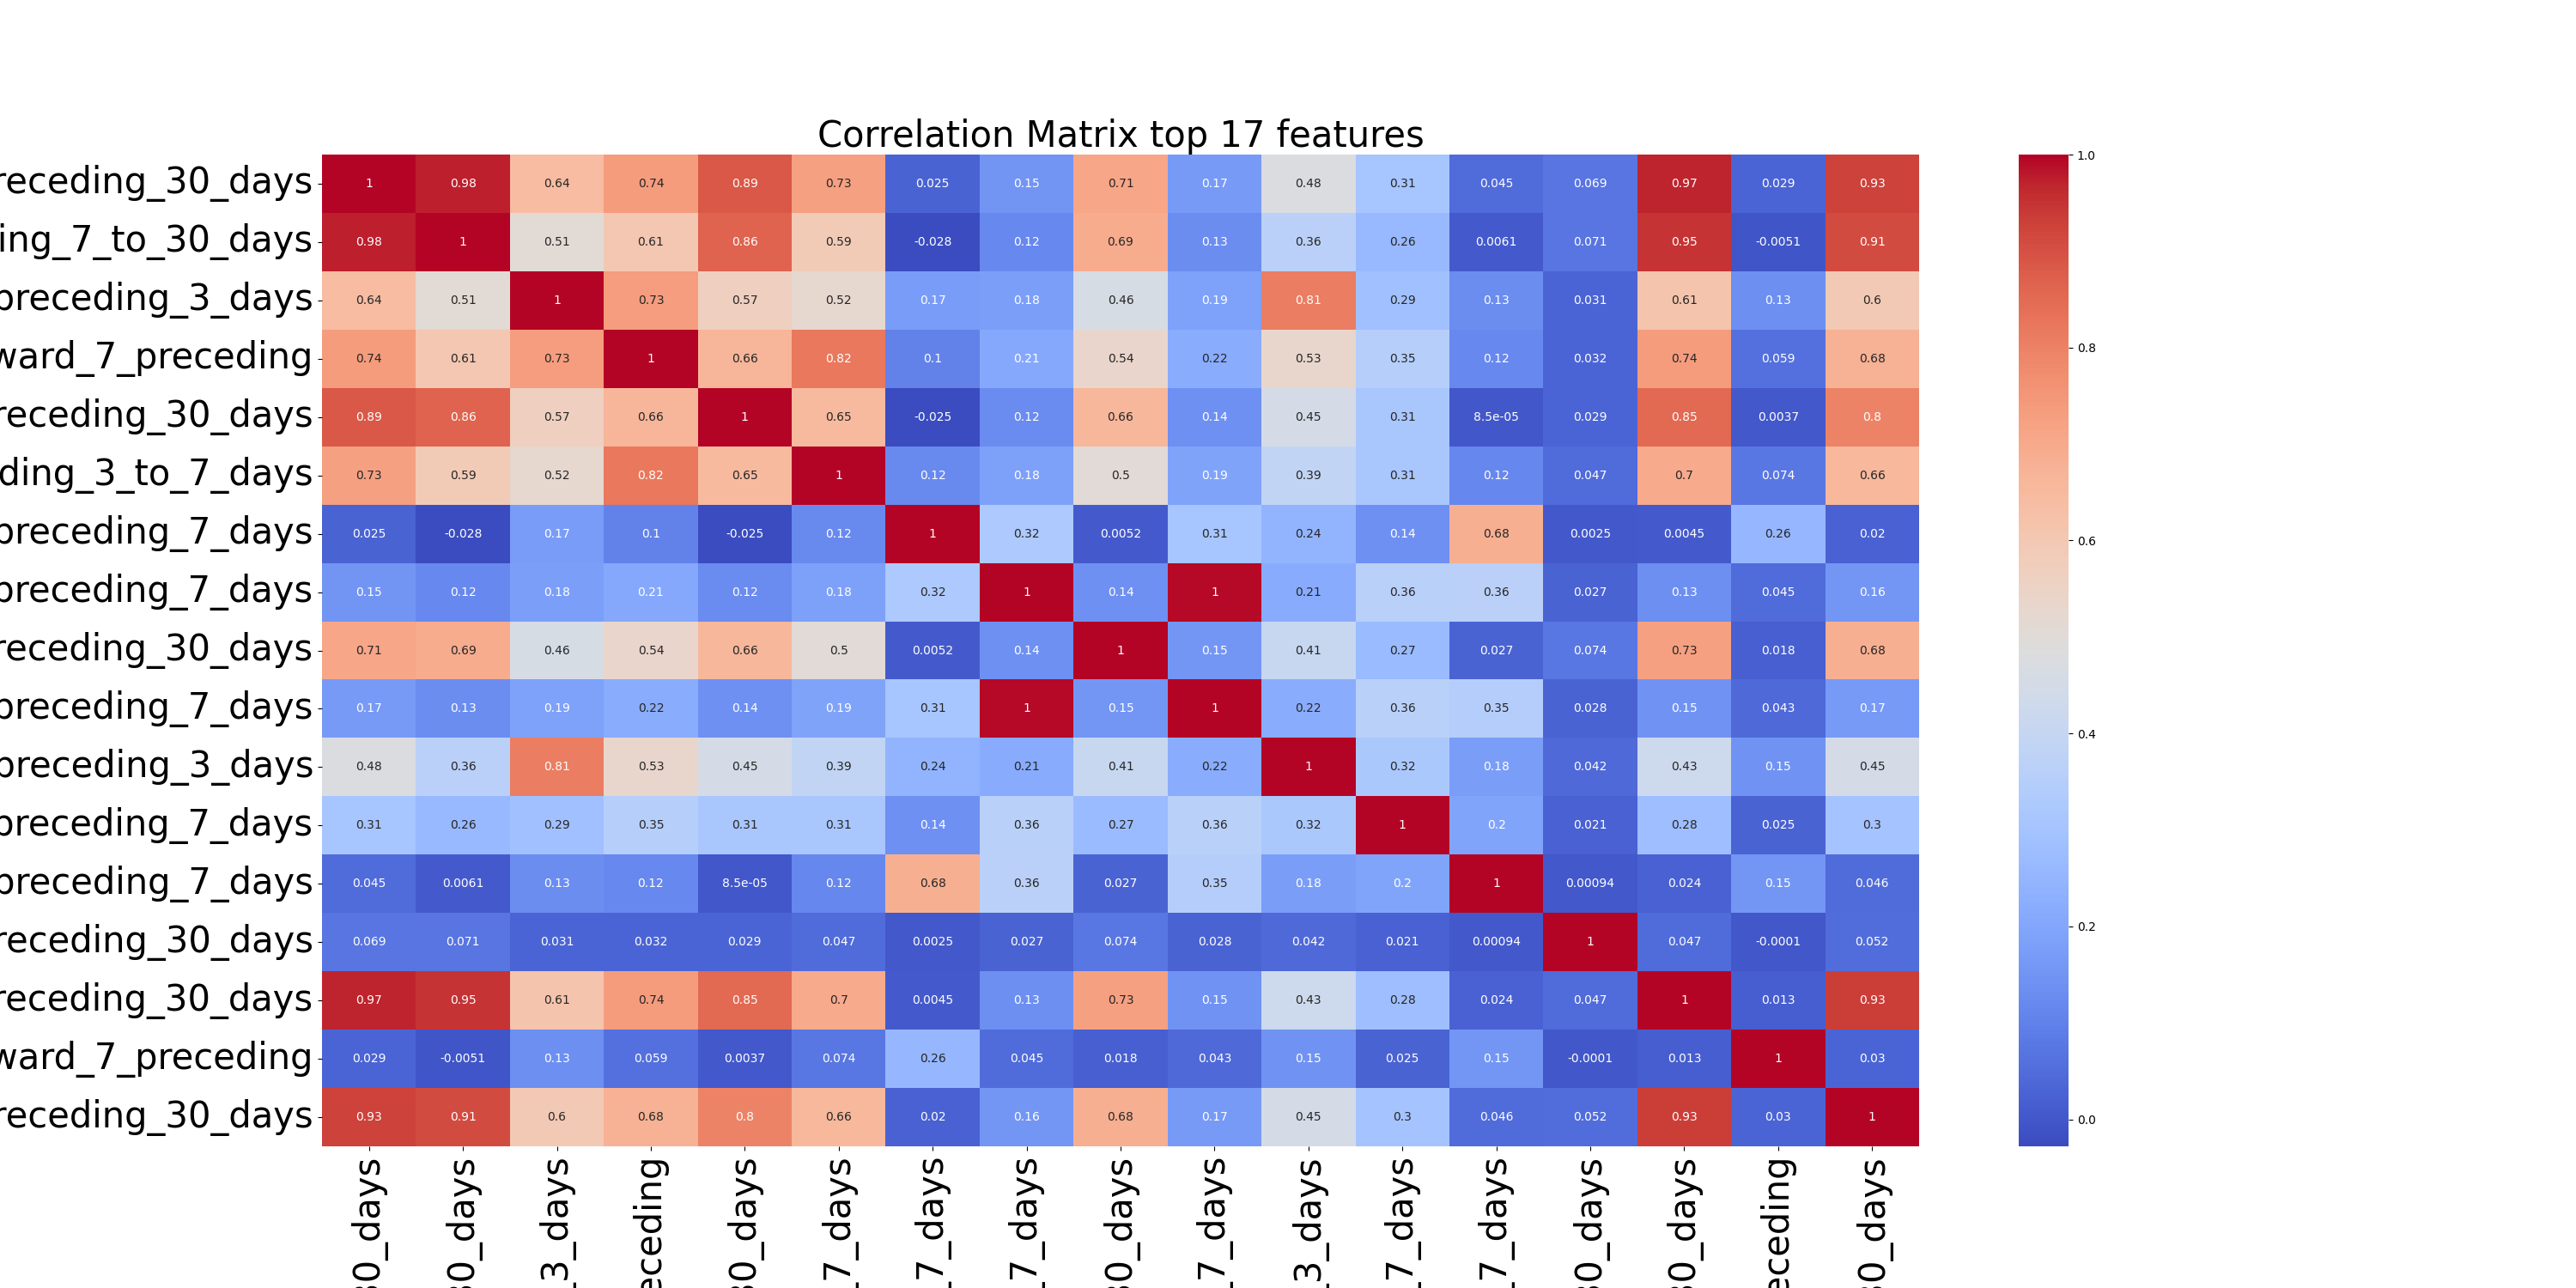 Correlation Matrix top 17 features
receding_30_days 1 0.98 0.64 0.74 0.89 0.73 0.025 0.15 0.71 0.17 0.48 0.31 0.045 0.069 0.97 0.029 0.93
ing_7_to_30_days 0.98 1 0.51 0.61 0.86 0.59 -0.028 0.12 0.69 0.13 0.36 0.26 0.0061 0.071 0.95 -0.0051 0.91
preceding_3_days 0.64 0.51 1 0.73 0.57 0.52 0.17 0.18 0.46 0.19 0.81 0.29 0.13 0.031 0.61 0.13 0.6
ward_7_preceding 0.74 0.61 0.73 1 0.66 0.82 0.1 0.21 0.54 0.22 0.53 0.35 0.12 0.032 0.74 0.059 0.68
receding_30_days 0.89 0.86 0.57 0.66 1 0.65 -0.025 0.12 0.66 0.14 0.45 0.31 8.5e-05 0.029 0.85 0.0037 0.8
ding_3_to_7_days 0.73 0.59 0.52 0.82 0.65 1 0.12 0.18 0.5 0.19 0.39 0.31 0.12 0.047 0.7 0.074 0.66
preceding_7_days 0.025 -0.028 0.17 0.1 -0.025 0.12 1 0.32 0.0052 0.31 0.24 0.14 0.68 0.0025 0.0045 0.26 0.02
preceding_7_days 0.15 0.12 0.18 0.21 0.12 0.18 0.32 1 0.14 1 0.21 0.36 0.36 0.027 0.13 0.045 0.16
receding_30_days 0.71 0.69 0.46 0.54 0.66 0.5 0.0052 0.14 1 0.15 0.41 0.27 0.027 0.074 0.73 0.018 0.68
preceding_7_days 0.17 0.13 0.19 0.22 0.14 0.19 0.31 1 0.15 1 0.22 0.36 0.35 0.028 0.15 0.043 0.17
preceding_3_days 0.48 0.36 0.81 0.53 0.45 0.39 0.24 0.21 0.41 0.22 1 0.32 0.18 0.042 0.43 0.15 0.45
preceding_7_days 0.31 0.26 0.29 0.35 0.31 0.31 0.14 0.36 0.27 0.36 0.32 1 0.2 0.021 0.28 0.025 0.3
preceding_7_days 0.045 0.0061 0.13 0.12 8.5e-05 0.12 0.68 0.36 0.027 0.35 0.18 0.2 1 0.00094 0.024 0.15 0.046
receding_30_days 0.069 0.071 0.031 0.032 0.029 0.047 0.0025 0.027 0.074 0.028 0.042 0.021 0.00094 1 0.047 -0.0001 0.052
receding_30_days 0.97 0.95 0.61 0.74 0.85 0.7 0.0045 0.13 0.73 0.15 0.43 0.28 0.024 0.047 1 0.013 0.93
ward_7_preceding 0.029 -0.0051 0.13 0.059 0.0037 0.074 0.26 0.045 0.018 0.043 0.15 0.025 0.15 -0.0001 0.013 1 0.03
receding_30_days 0.93 0.91 0.6 0.68 0.8 0.66 0.02 0.16 0.68 0.17 0.45 0.3 0.046 0.052 0.93 0.03 1
30_days
30_days
_3_days
eceding
30_days
_7_days
_7_days
_7_days
30_days
_7_days
_3_days
_7_days
_7_days
30_days
30_days
eceding
30_days
1.0
0.8
0.6
0.4
0.2
0.0